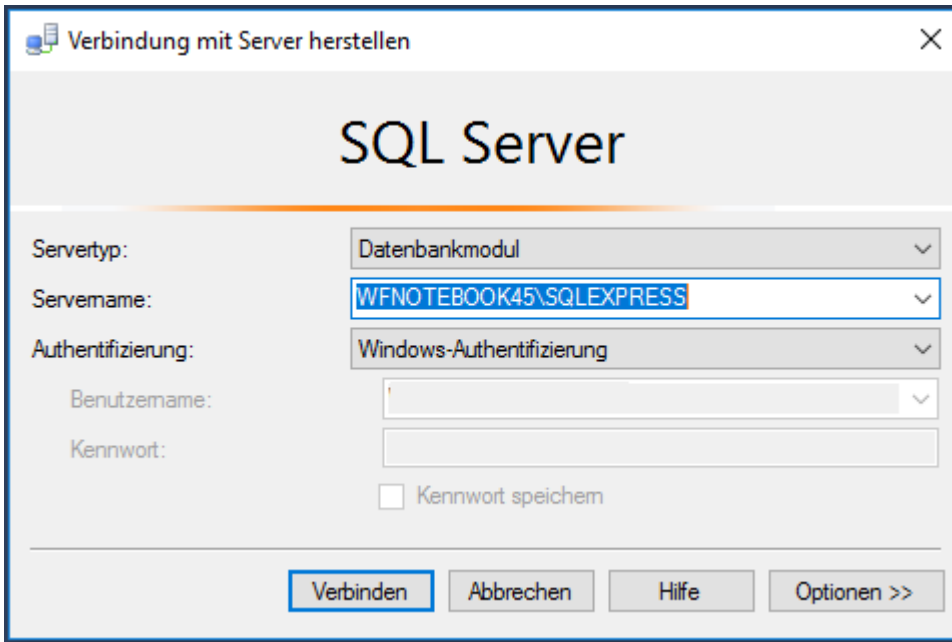 Verbindung mit Server herstellen
SQL Server
Servertyp: Datenbankmodul
Servername: WFNOTEBOOK45\SQLEXPRESS
Authentifizierung: Windows-Authentifizierung
Benutzername:
Kennwort:
Kennwort speichern
Verbinden Abbrechen Hilfe Optionen >>